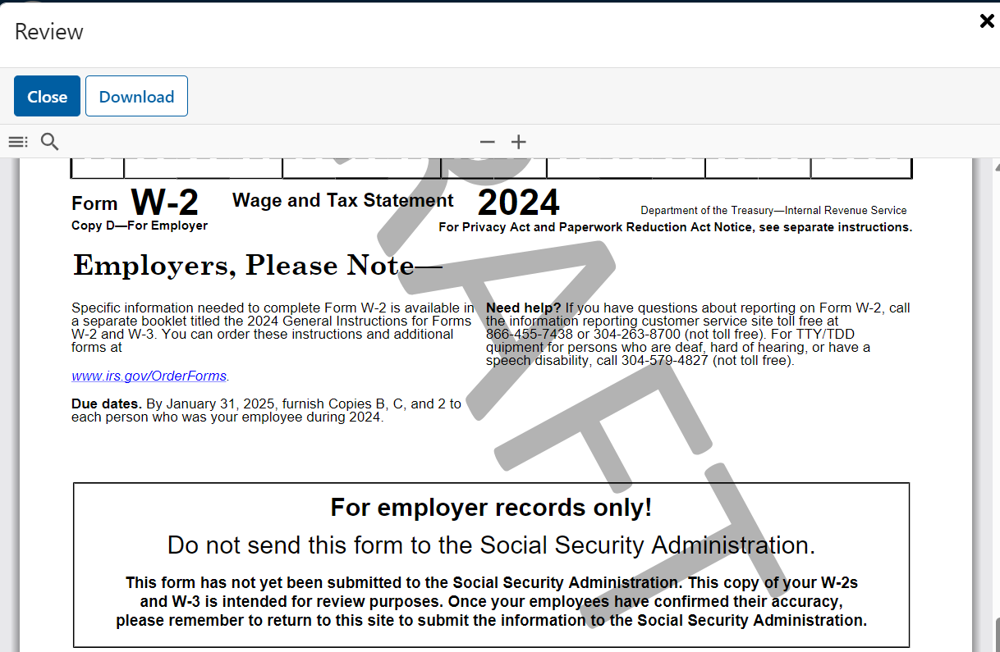 Review
Close
Download
Form W-2 Wage and Tax Statement 2024
Department of the Treasury—Internal Revenue Service
Copy D—For Employer
For Privacy Act and Paperwork Reduction Act Notice, see separate instructions.
Employers, Please Note—
Specific information needed to complete Form W-2 is available in
a separate booklet titled the 2024 General Instructions for Forms
W-2 and W-3. You can order these instructions and additional
forms at
www.irs.gov/OrderForms.
Due dates. By January 31, 2025, furnish Copies B, C, and 2 to
each person who was your employee during 2024.
Need help? If you have questions about reporting on Form W-2, call
the information reporting customer service site toll free at
866-455-7438 or 304-263-8700 (not toll free). For TTY/TDD
quipment for persons who are deaf, hard of hearing, or have a
speech disability, call 304-579-4827 (not toll free).
For employer records only!
Do not send this form to the Social Security Administration.
This form has not yet been submitted to the Social Security Administration. This copy of your W-2s
and W-3 is intended for review purposes. Once your employees have confirmed their accuracy,
please remember to return to this site to submit the information to the Social Security Administration.
RAFT